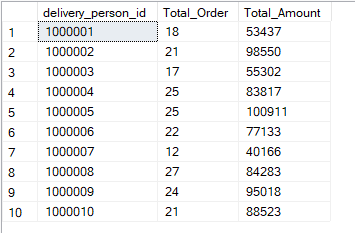 delivery_person_id Total_Order Total_Amount
1 1000001 18 53437
2 1000002 21 98550
3 1000003 17 55302
4 1000004 25 83817
5 1000005 25 100911
6 1000006 22 77133
7 1000007 12 40166
8 1000008 27 84283
9 1000009 24 95018
10 1000010 21 88523